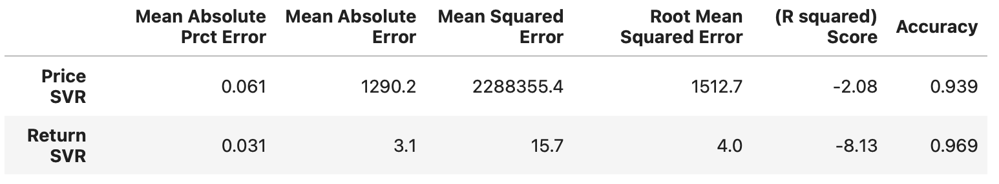 Mean Absolute Prct Error Mean Absolute Error Mean Squared Error Root Mean Squared Error (R squared) Score Accuracy
Price SVR 0.061 1290.2 2288355.4 1512.7 -2.08 0.939
Return SVR 0.031 3.1 15.7 4.0 -8.13 0.969